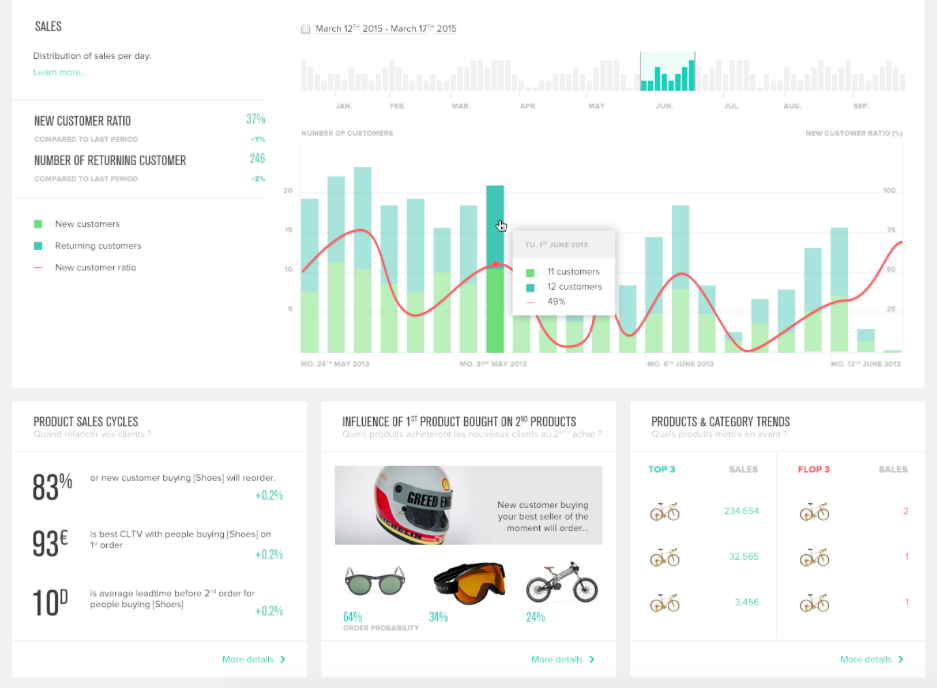 SALES
March 12TH 2015 - March 17TH 2015
Distribution of sales per day.
Learn more...
JAN. FEB. MAR. APR. MAY JUN. JUL. AUG. SEP.
NEW CUSTOMER RATIO 37%
COMPARED TO LAST PERIOD +Y%
NUMBER OF RETURNING CUSTOMER 246
COMPARED TO LAST PERIOD +Z%
New customers
Returning customers
New customer ratio
NUMBER OF CUSTOMERS NEW CUSTOMER RATIO (%)
20 100
15 75
10 50
5 25
TU. 1ST JUNE 2013
11 customers
12 customers
49%
MO. 24TH MAY 2013 MO. 31ST MAY 2013 MO. 6TH JUNE 2013 MO. 13TH JUNE 2013
PRODUCT SALES CYCLES
Quand relancer vos clients ?
83% or new customer buying [Shoes] will reorder.
+0.2%
93€ is best CLTV with people buying [Shoes] on
1st order
+0.2%
10D is average leadtime before 2nd order for
people buying [Shoes]
+0.2%
More details
INFLUENCE OF 1ST PRODUCT BOUGHT ON 2ND PRODUCTS
Quels produits achèteront les nouveaux clients au 2ème achat ?
GREED
New customer buying
your best seller of the
moment will order...
64% 34% 24%
ORDER PROBABILITY
More details
PRODUCTS & CATEGORY TRENDS
Quels produits mettre en avant ?
TOP 3 SALES FLOP 3 SALES
234.654 2
32.565 1
3.456 1
More details